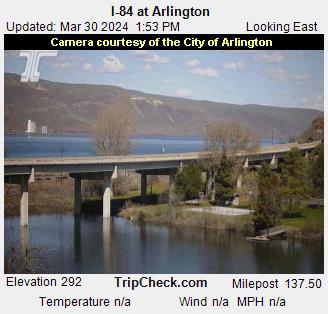 I-84 at Arlington
Updated: Mar 30 2024 1:53 PM Looking East
Camera courtesy of the City of Arlington
Elevation 292 TripCheck.com Milepost 137.50
Temperature n/a Wind n/a MPH n/a